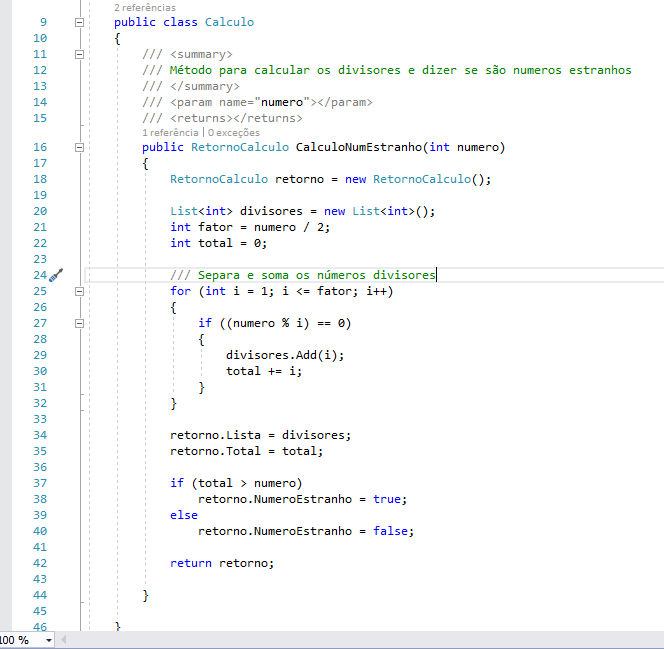 2 referências
9 public class Calculo
10 {
11 /// <summary>
12 /// Método para calcular os divisores e dizer se são numeros estranhos
13 /// </summary>
14 /// <param name="numero"></param>
15 /// <returns></returns>
1 referência | 0 exceções
16 public RetornoCalculo CalculoNumEstranho(int numero)
17 {
18 RetornoCalculo retorno = new RetornoCalculo();
19
20 List<int> divisores = new List<int>();
21 int fator = numero / 2;
22 int total = 0;
23
24 /// Separa e soma os números divisores
25 for (int i = 1; i <= fator; i++)
26 {
27 if ((numero % i) == 0)
28 {
29 divisores.Add(i);
30 total += i;
31 }
32 }
33
34 retorno.Lista = divisores;
35 retorno.Total = total;
36
37 if (total > numero)
38 retorno.NumeroEstranho = true;
39 else
40 retorno.NumeroEstranho = false;
41
42 return retorno;
43
44 }
45
46 }
100 %